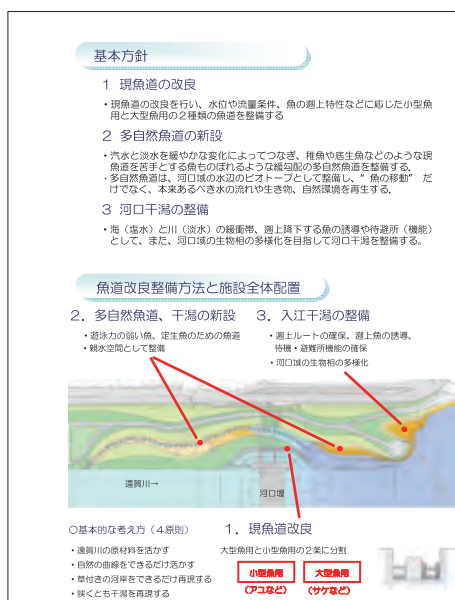 基本方針
1 現魚道の改良
・現魚道の改良を行い、水位や流量条件、魚の遡上特性などに応じた小型魚
用と大型魚用の２種類の魚道を整備する
2 多自然魚道の新設
・汽水と淡水を緩やかな変化によってつなぎ、稚魚や底生魚などのような現
魚道を苦手とする魚ものぼれるような緩勾配の多自然魚道を整備する。
・多自然魚道は、河口域の水辺のビオトープとして整備し、“魚の移動” だ
けでなく、本来あるべき水の流れや生き物、自然環境を再生する。
3 河口干潟の整備
・海（塩水）と川（淡水）の緩衝帯、遡上降下する魚の誘導や待避所（機能）
として、また、河口域の生物相の多様化を目指して河口干潟を整備する。
魚道改良整備方法と施設全体配置
2．多自然魚道、干潟の新設
・遊泳力の弱い魚、定生魚のための魚道
・親水空間として整備
3．入江干潟の整備
・遡上ルートの確保、遡上魚の誘導、
待機・避難所機能の確保
・河口域の生物相の多様化
遠賀川→
河口堰
〇基本的な考え方（４原則）
・遠賀川の原材料を活かす
・自然の曲線をできるだけ活かす
・草付きの河岸をできるだけ再現する
・狭くとも干潟を再現する
1．現魚道改良
大型魚用と小型魚用の２条に分割
小型魚用
（アユなど）
大型魚用
（サケなど）